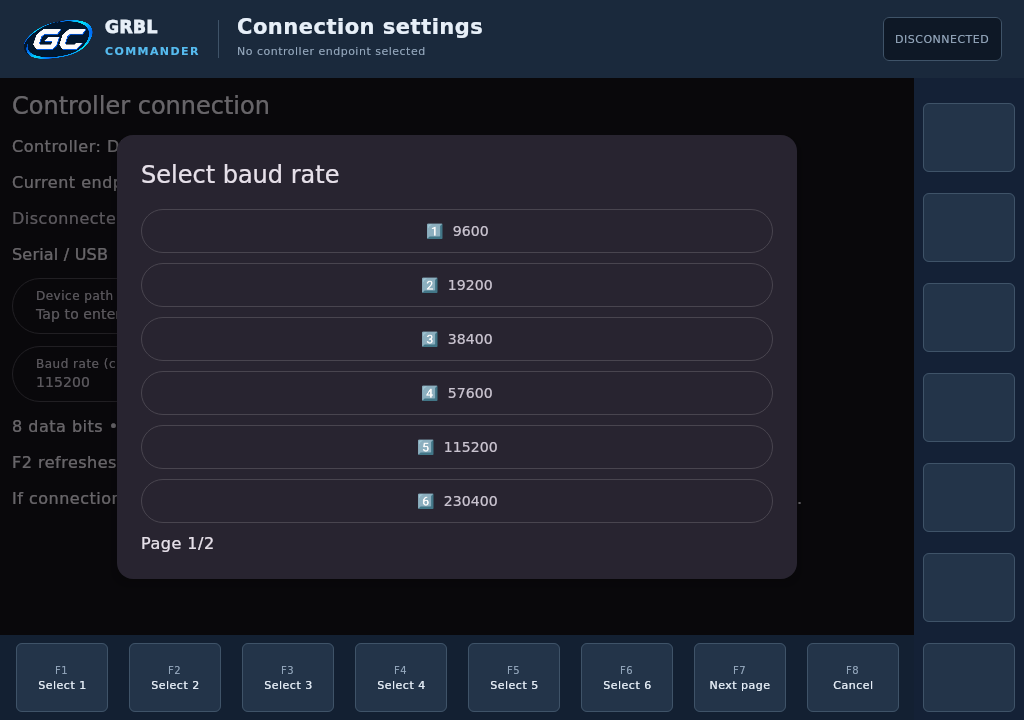 GC GRBL
COMMANDER
Connection settings
No controller endpoint selected
DISCONNECTED
Controller connection
Controller:
Current
Disconnecte
Serial / USB
Device path
Tap to
Baud rate
115200
8 data bits •
F2 refreshes
If connection
Select baud rate
1 9600
2 19200
3 38400
4 57600
5 115200
6 230400
Page 1/2
F1
Select 1
F2
Select 2
F3
Select 3
F4
Select 4
F5
Select 5
F6
Select 6
F7
Next page
F8
Cancel